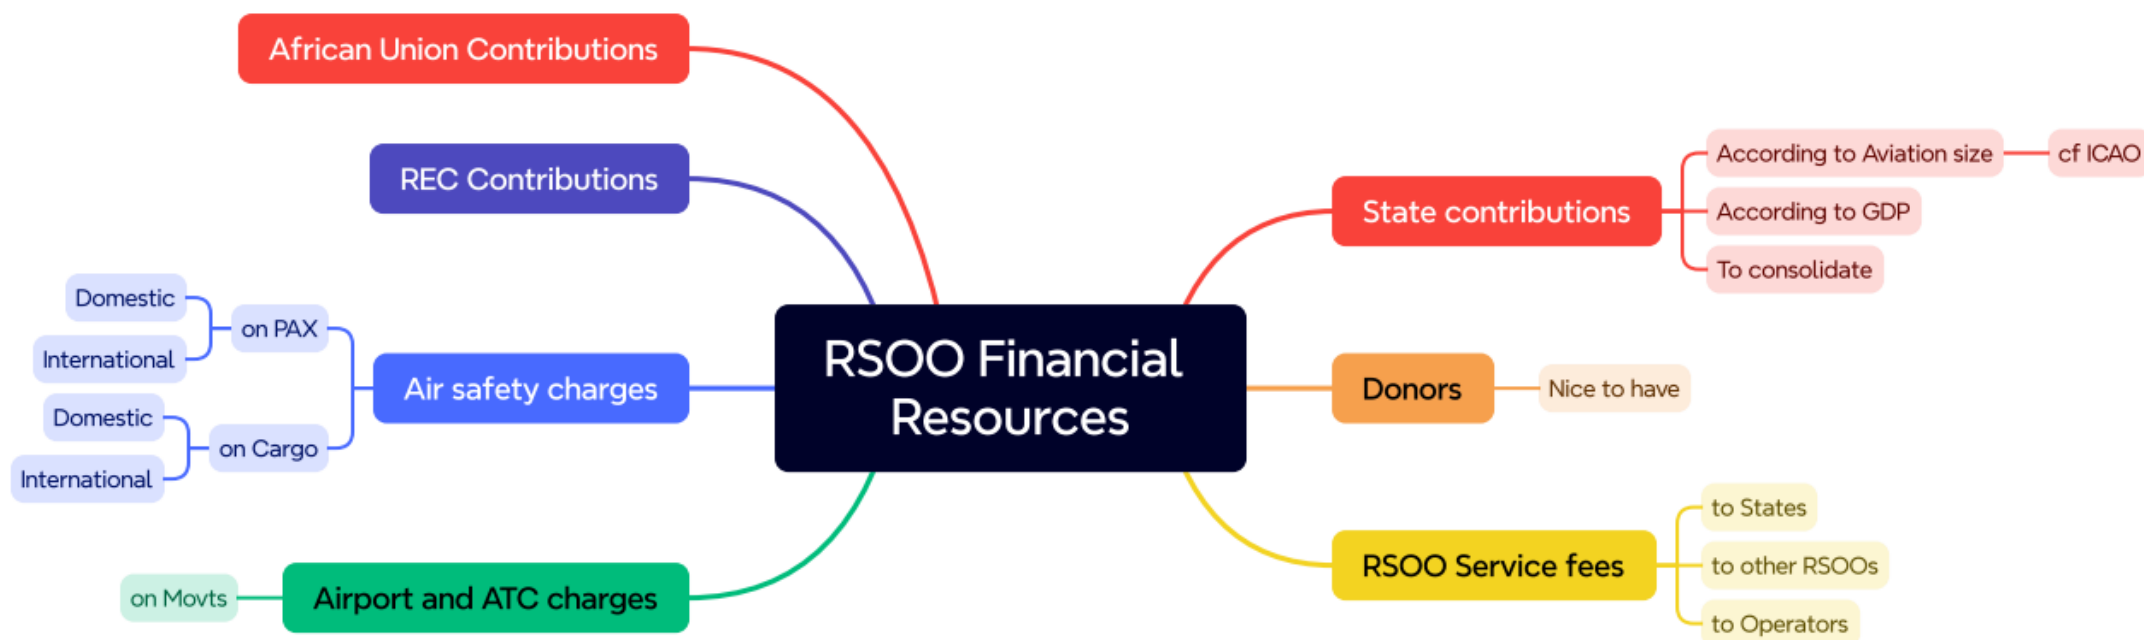 African Union Contributions
REC Contributions
Domestic
International
on PAX
Domestic
International
on Cargo
Air safety charges
on Movts
Airport and ATC charges
RSOO Financial
Resources
State contributions
According to Aviation size
cf ICAO
According to GDP
To consolidate
Donors
Nice to have
RSOO Service fees
to States
to other RSOOs
to Operators